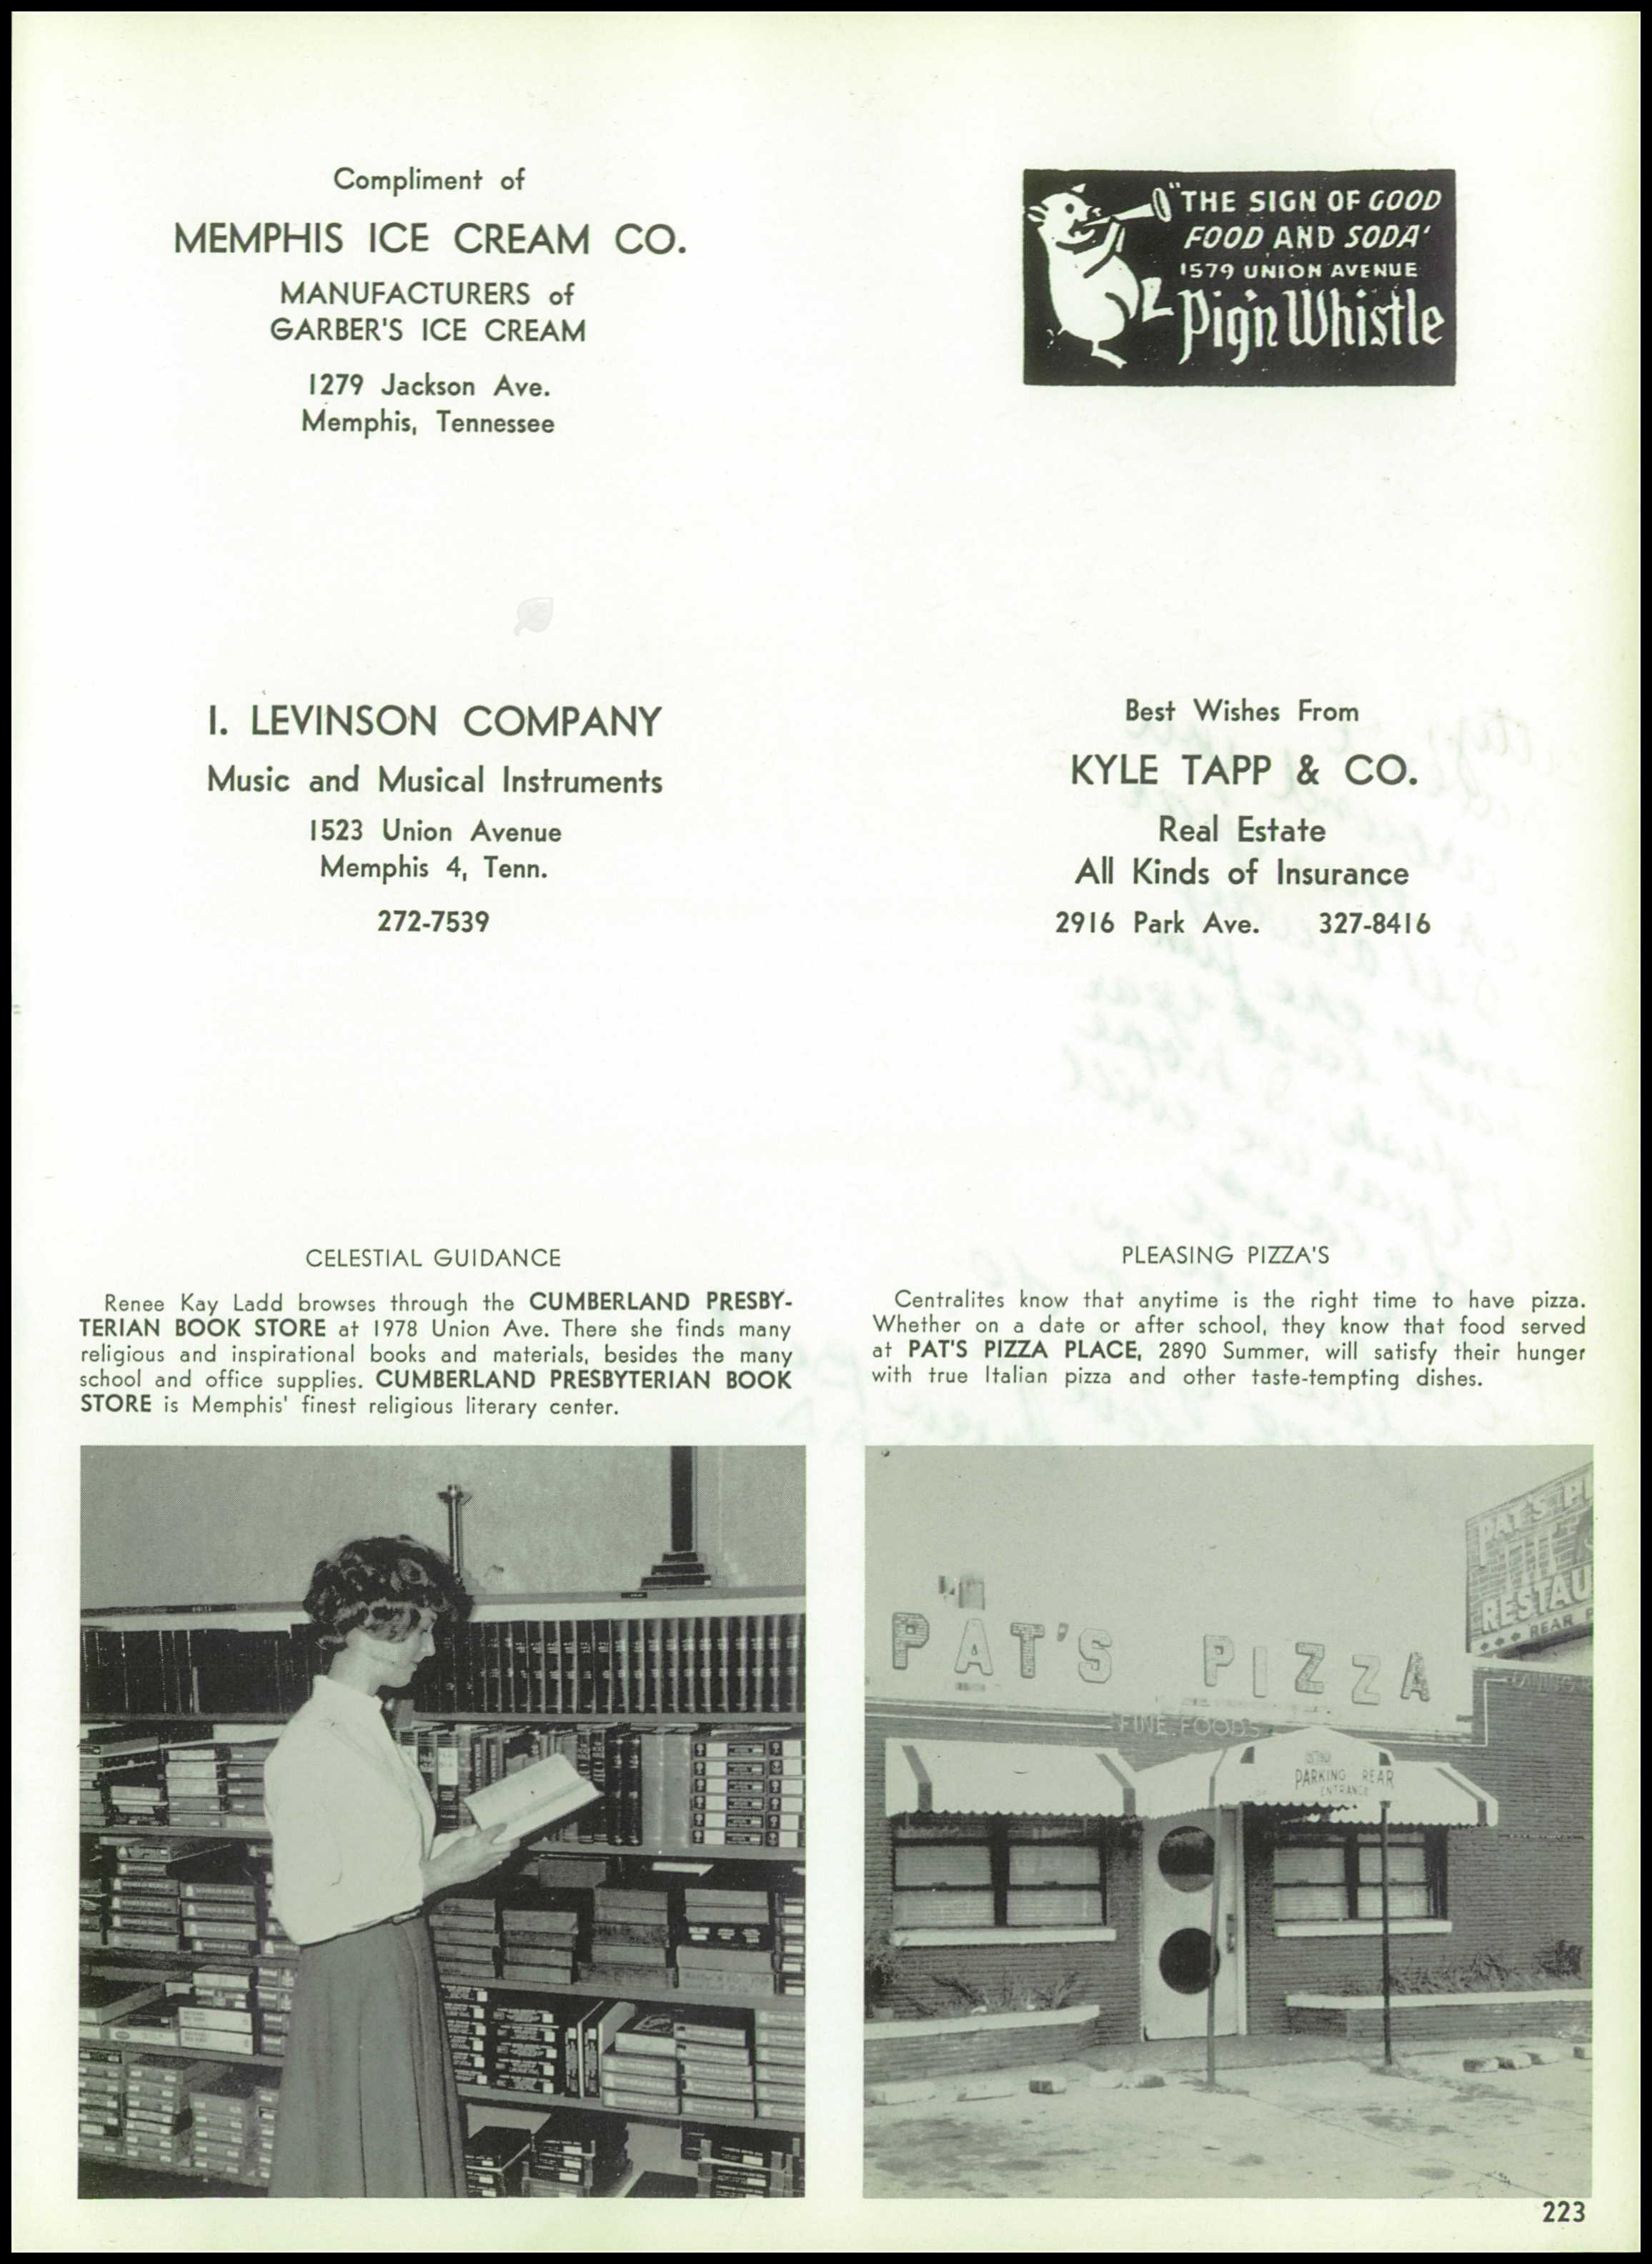 Compliment of
MEMPHIS ICE CREAM CO.
MANUFACTURERS of
GARBER'S ICE CREAM
1279 Jackson Ave.
Memphis, Tennessee
"THE SIGN OF GOOD
FOOD AND SODA'
1579 UNION AVENUE
Pig'n Whistle
I. LEVINSON COMPANY
Music and Musical Instruments
1523 Union Avenue
Memphis 4, Tenn.
272-7539
Best Wishes From
KYLE TAPP & CO.
Real Estate
All Kinds of Insurance
2916 Park Ave. 327-8416
CELESTIAL GUIDANCE
Renee Kay Ladd browses through the CUMBERLAND PRESBY-
TERIAN BOOK STORE at 1978 Union Ave. There she finds many
religious and inspirational books and materials, besides the many
school and office supplies. CUMBERLAND PRESBYTERIAN BOOK
STORE is Memphis' finest religious literary center.
PLEASING PIZZA'S
Centralites know that anytime is the right time to have pizza.
Whether on a date or after school, they know that food served
at PAT'S PIZZA PLACE, 2890 Summer, will satisfy their hunger
with true Italian pizza and other taste-tempting dishes.
PAT'S PI
RESTAU
REAR
PAT'S PIZZA
FINE FOODS
PARKING REAR
ENTRANCE
223